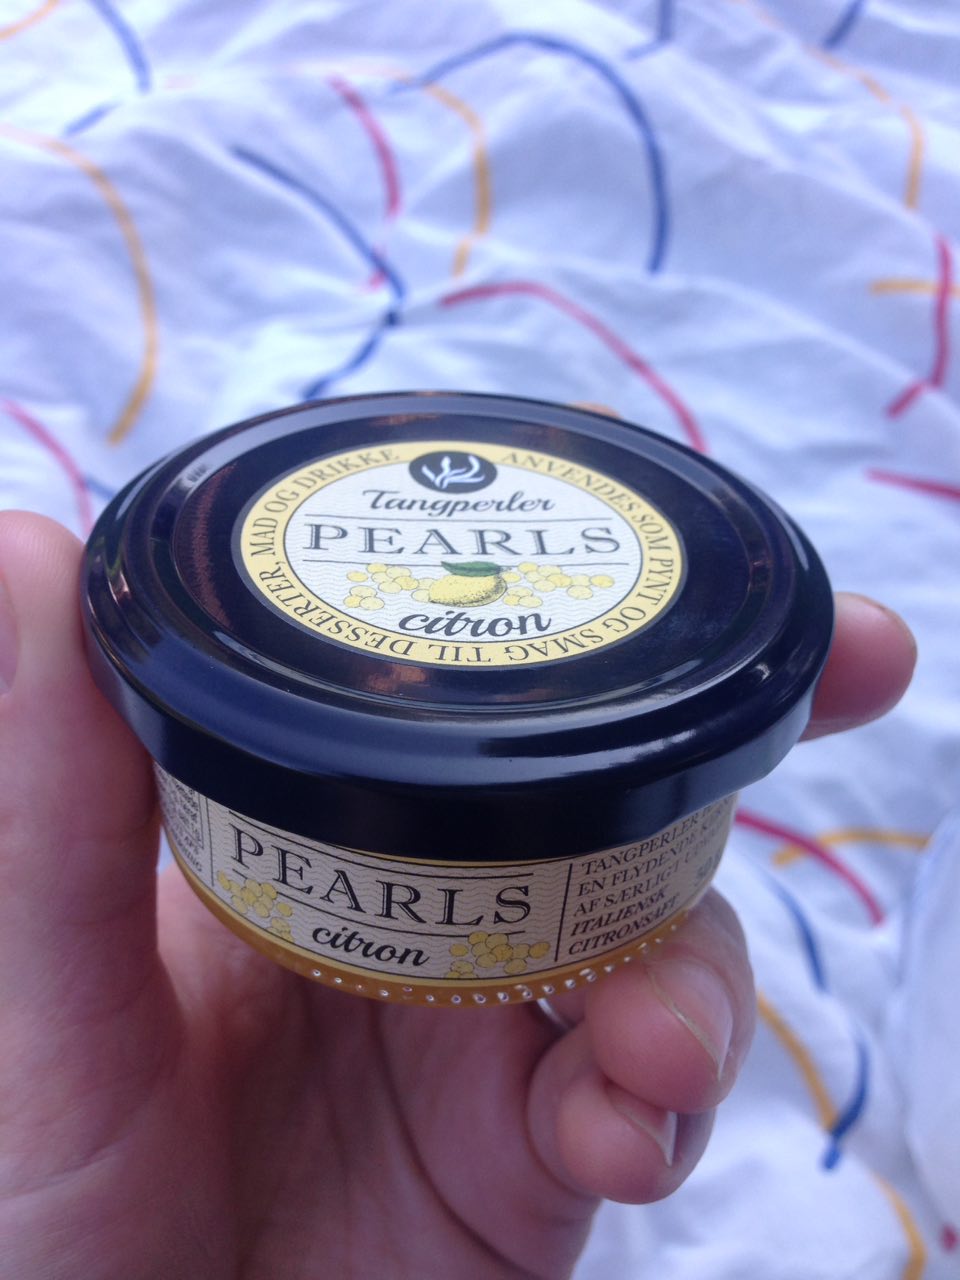 ANVENDES SOM PYNT OG SMAG TIL DESSERTER, MAD OG DRIKKE
Tangperler
PEARLS
citron
PEARLS
citron
TANGPERLER
EN FLYDENDE
AF SÆRLIGT
ITALIENSK
CITRONSAFT